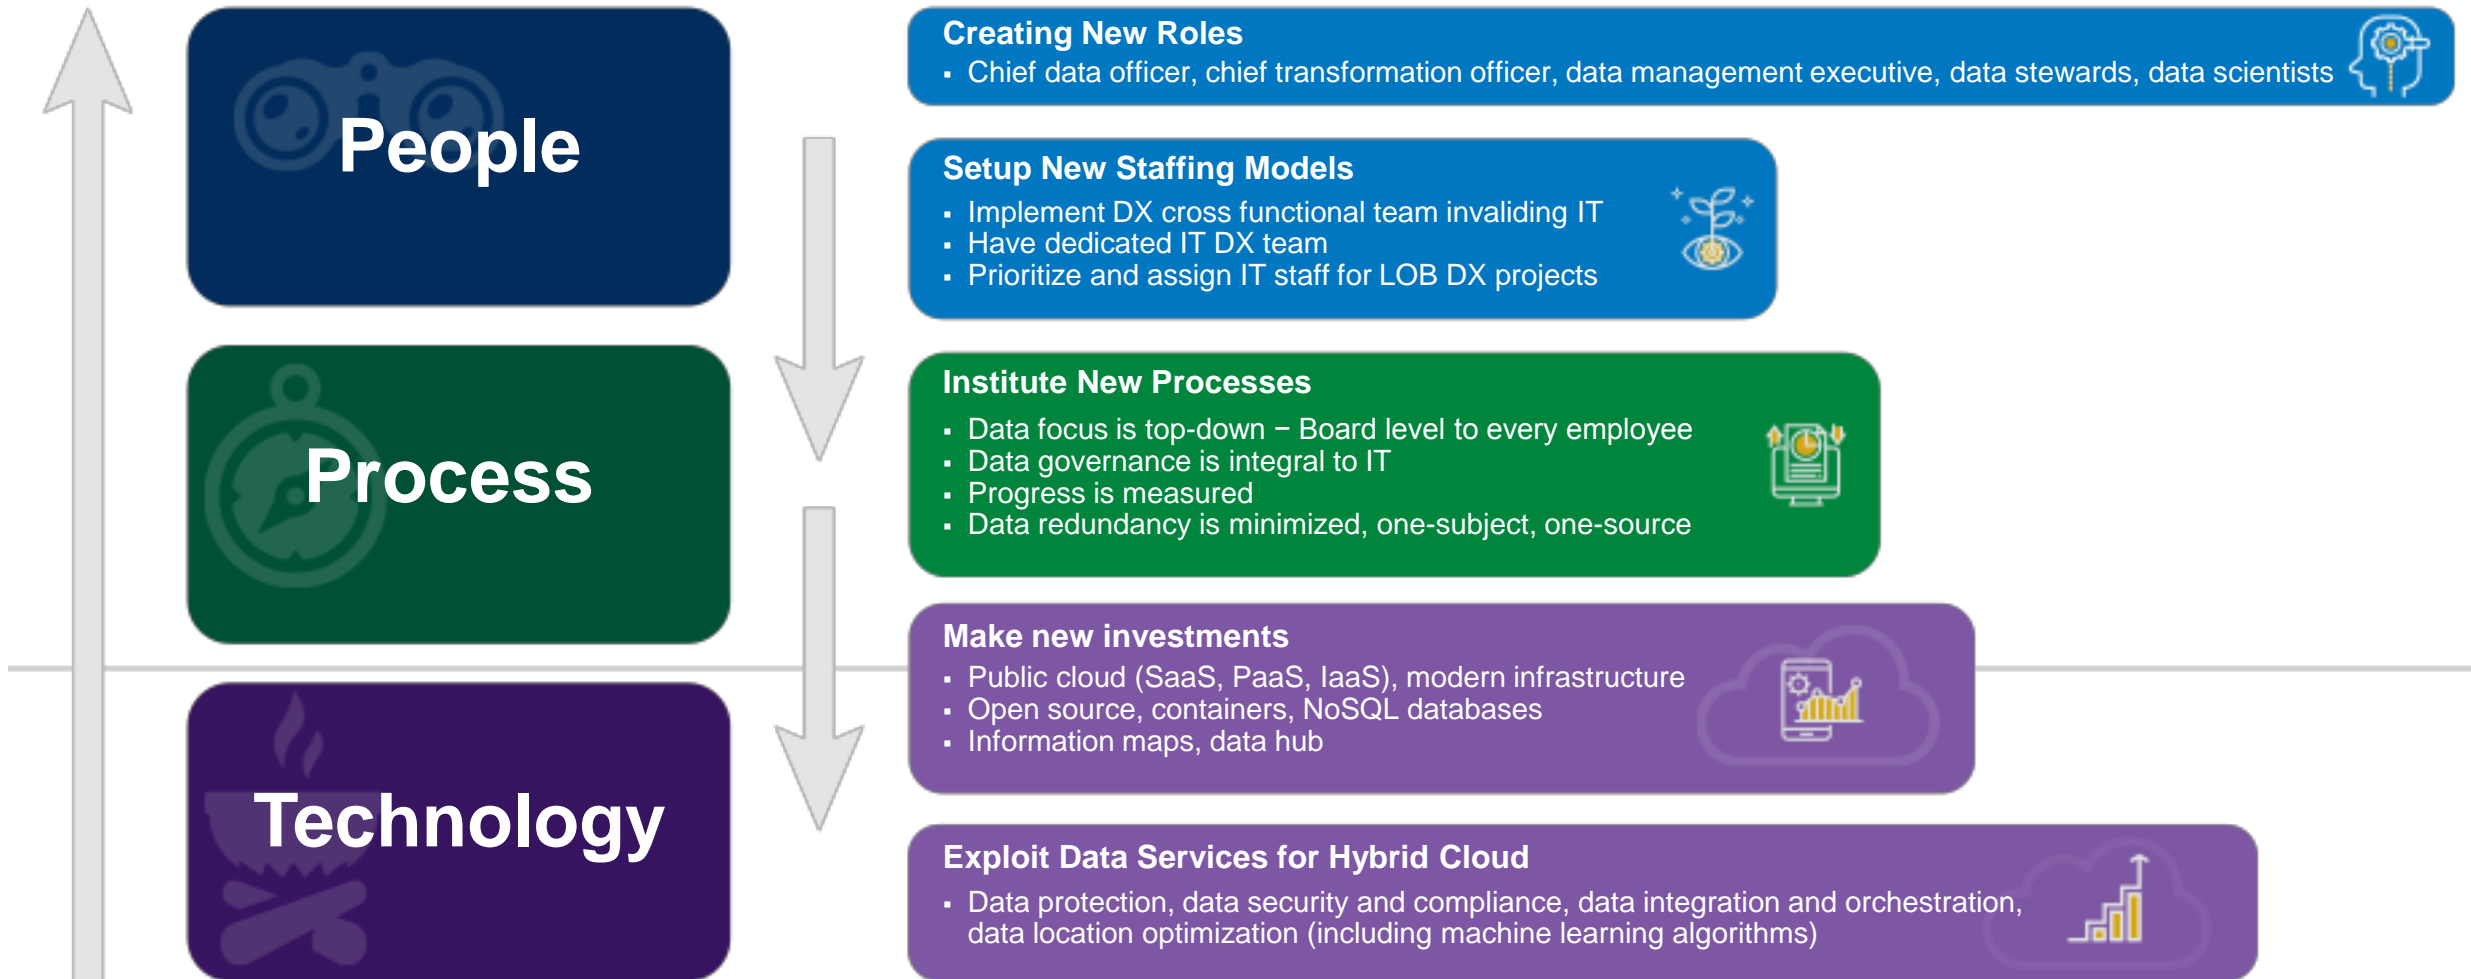 People
Creating New Roles
▪ Chief data officer, chief transformation officer, data management executive, data stewards, data scientists
Setup New Staffing Models
▪ Implement DX cross functional team invaliding IT
▪ Have dedicated IT DX team
▪ Prioritize and assign IT staff for LOB DX projects
Process
Institute New Processes
▪ Data focus is top-down − Board level to every employee
▪ Data governance is integral to IT
▪ Progress is measured
▪ Data redundancy is minimized, one-subject, one-source
Technology
Make new investments
▪ Public cloud (SaaS, PaaS, IaaS), modern infrastructure
▪ Open source, containers, NoSQL databases
▪ Information maps, data hub
Exploit Data Services for Hybrid Cloud
▪ Data protection, data security and compliance, data integration and orchestration,
data location optimization (including machine learning algorithms)